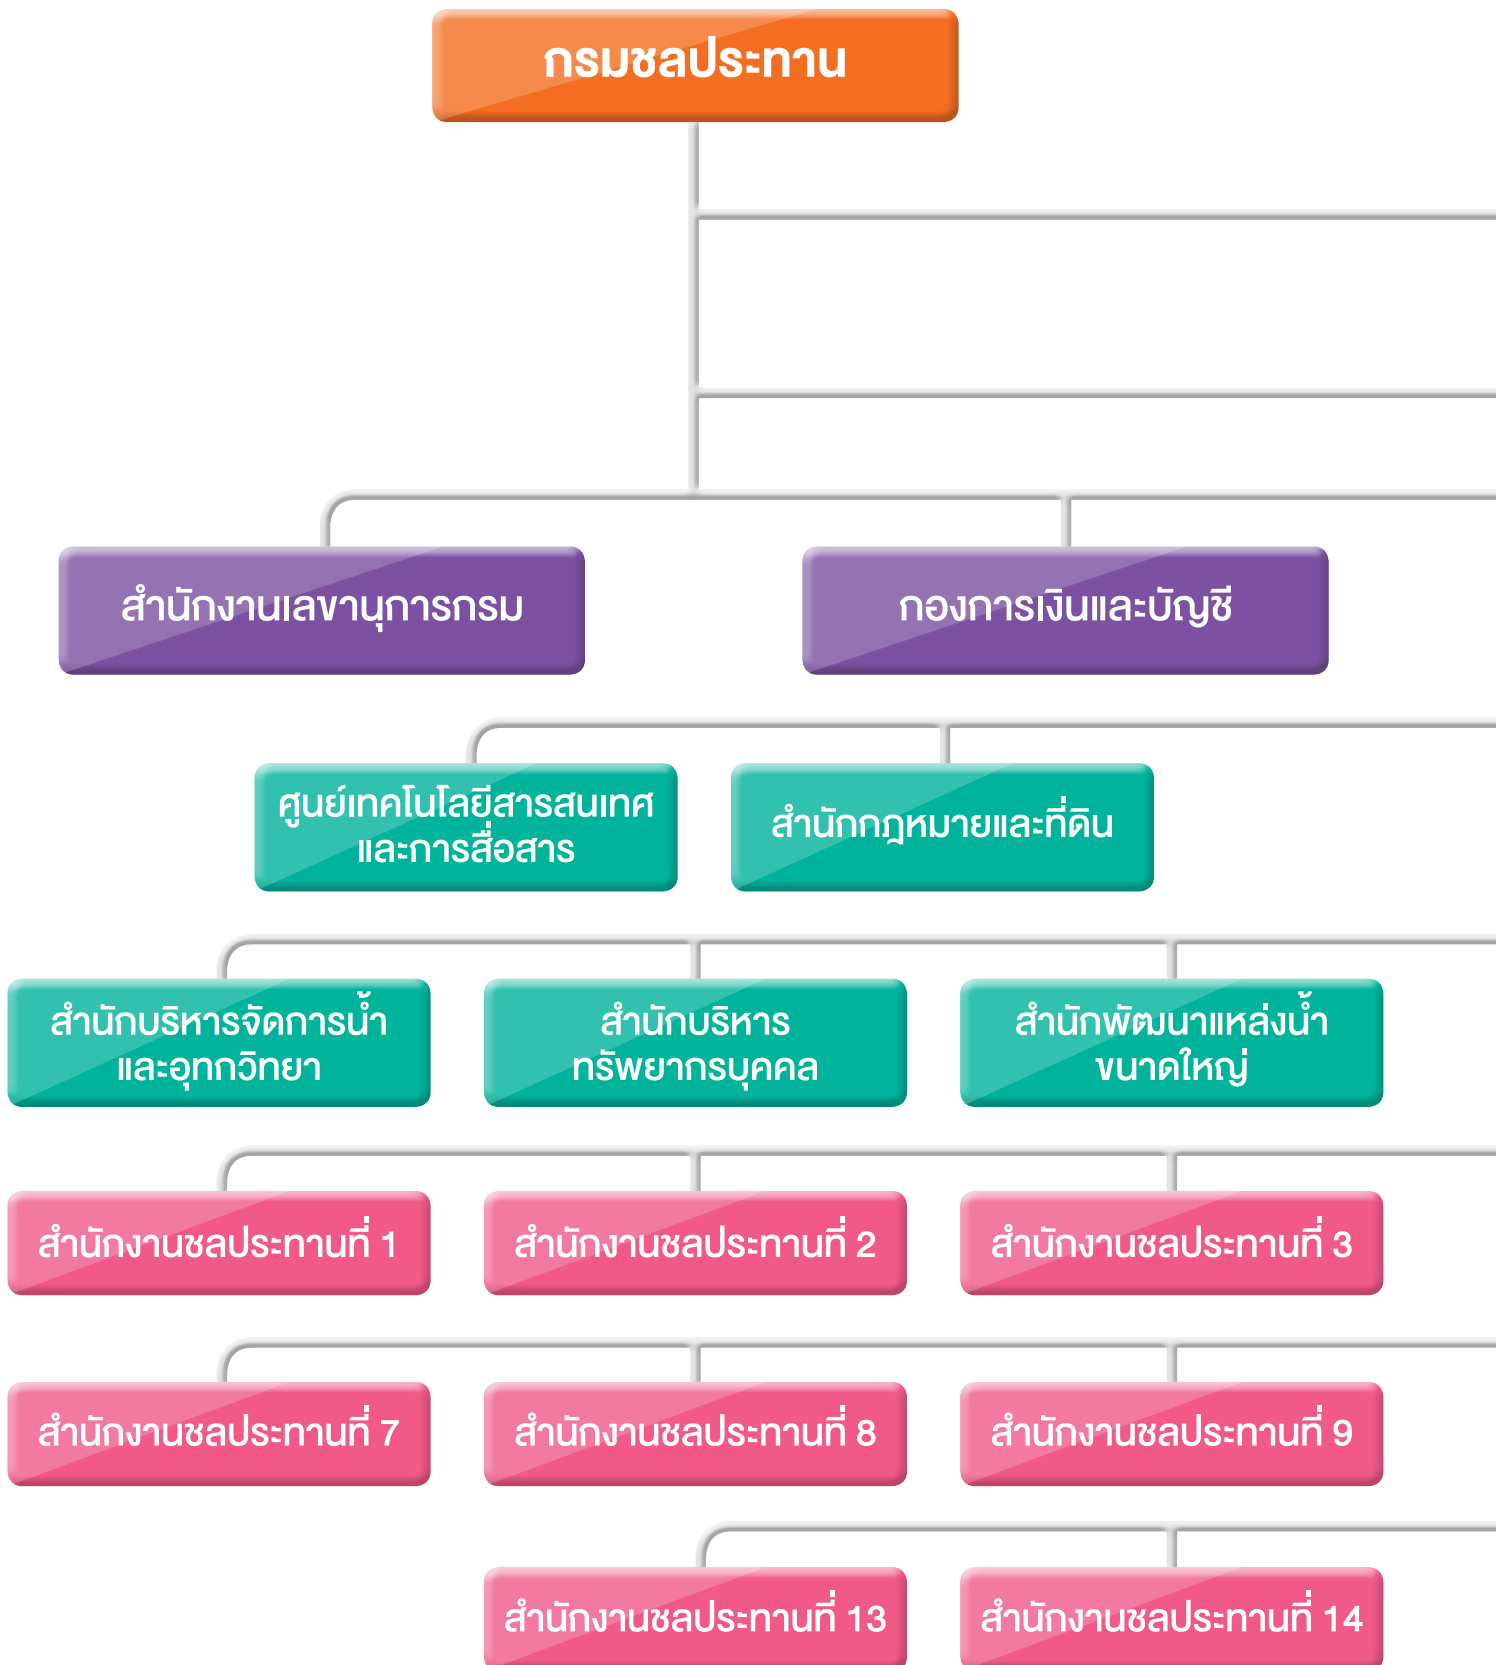 กรมชลประทาน
สำนักงานเลขานุการกรม
กองการเงินและบัญชี
ศูนย์เทคโนโลยีสารสนเทศ
และการสื่อสาร
สำนักกฎหมายและที่ดิน
สำนักบริหารจัดการน้ำ
และอุทกวิทยา
สำนักบริหาร
ทรัพยากรบุคคล
สำนักพัฒนาแหล่งน้ำ
ขนาดใหญ่
สำนักงานชลประทานที่ 1
สำนักงานชลประทานที่ 2
สำนักงานชลประทานที่ 3
สำนักงานชลประทานที่ 7
สำนักงานชลประทานที่ 8
สำนักงานชลประทานที่ 9
สำนักงานชลประทานที่ 13
สำนักงานชลประทานที่ 14